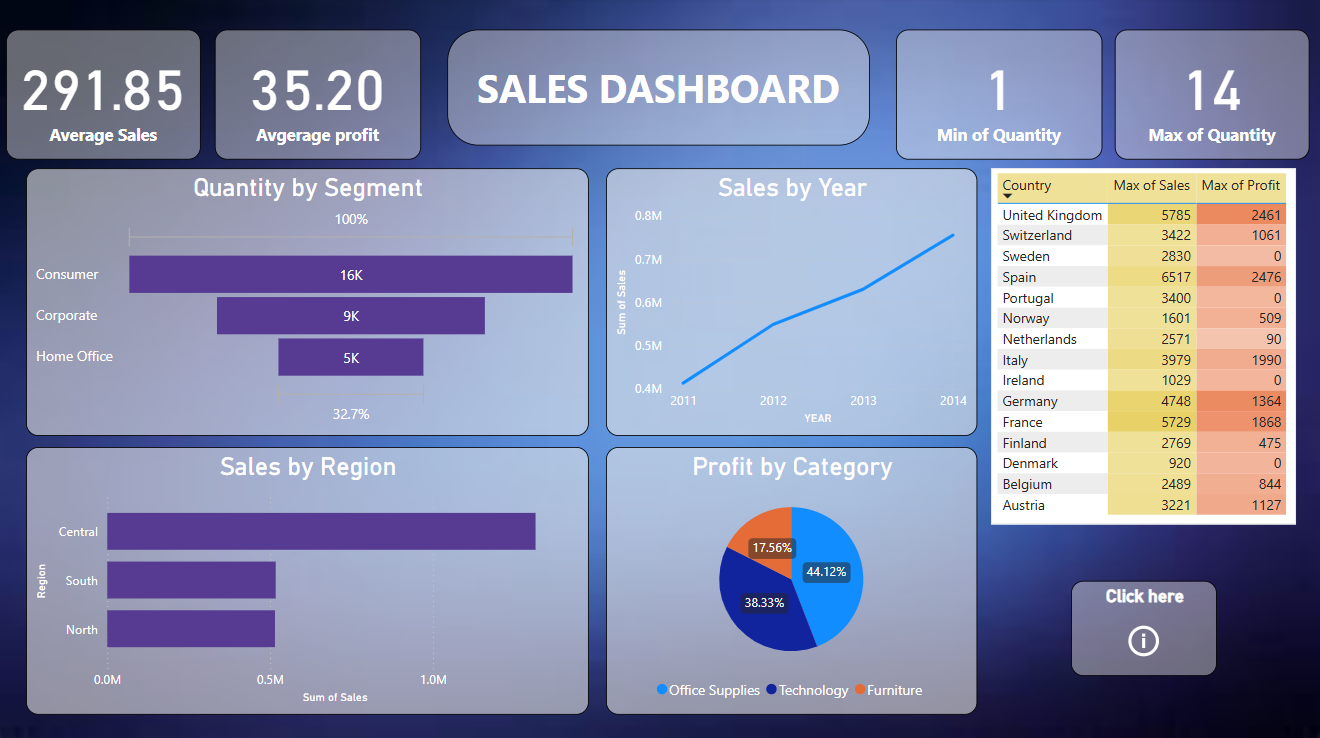 291.85
Average Sales
35.20
Avgerage profit
SALES DASHBOARD
1
Min of Quantity
14
Max of Quantity
Quantity by Segment
100%
Consumer 16K
Corporate 9K
Home Office 5K
32.7%
Sales by Year
Sum of Sales
0.8M
0.7M
0.6M
0.5M
0.4M
2011 2012 2013 2014
YEAR
Country Max of Sales Max of Profit
United Kingdom 5785 2461
Switzerland 3422 1061
Sweden 2830 0
Spain 6517 2476
Portugal 3400 0
Norway 1601 509
Netherlands 2571 90
Italy 3979 1990
Ireland 1029 0
Germany 4748 1364
France 5729 1868
Finland 2769 475
Denmark 920 0
Belgium 2489 844
Austria 3221 1127
Sales by Region
Region
Central
South
North
0.0M 0.5M 1.0M
Sum of Sales
Profit by Category
17.56%
44.12%
38.33%
Office Supplies Technology Furniture
Click here